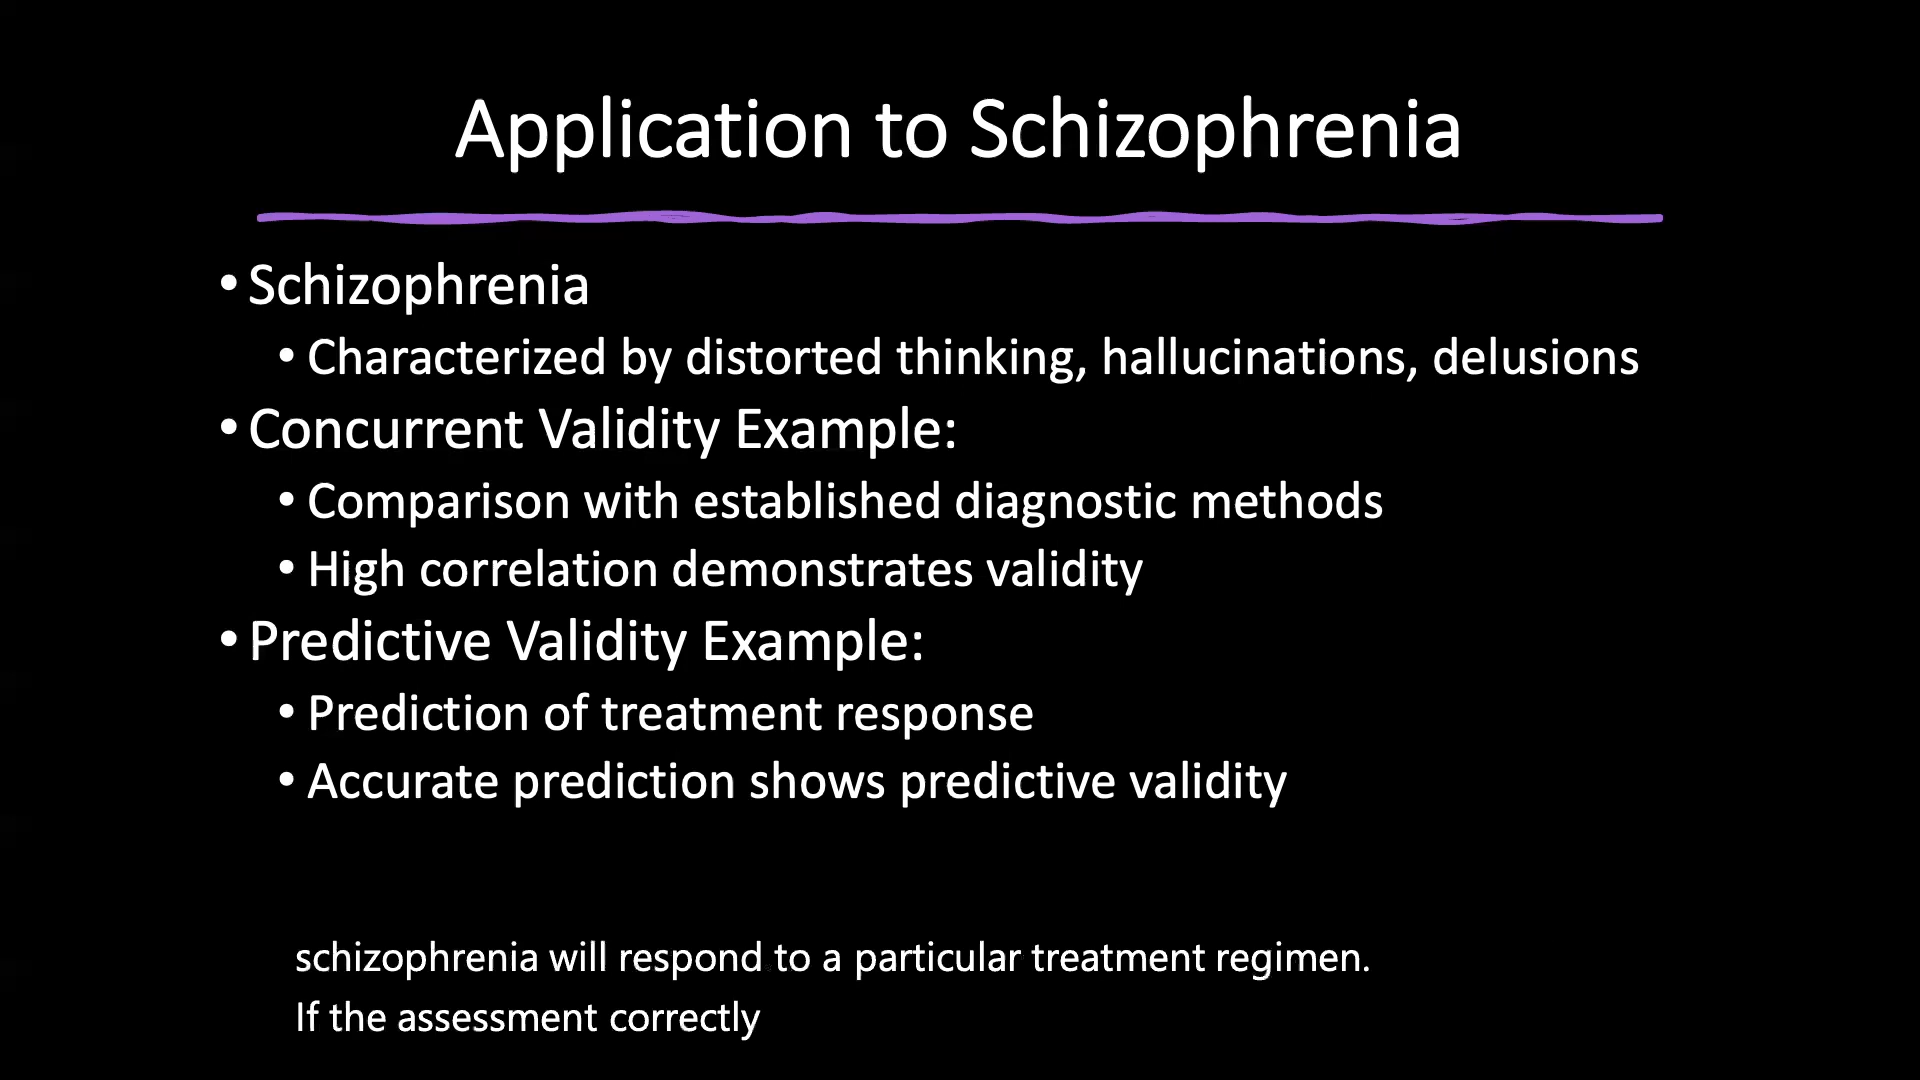 Application to Schizophrenia
• Schizophrenia
• Characterized by distorted thinking, hallucinations, delusions
• Concurrent Validity Example:
• Comparison with established diagnostic methods
• High correlation demonstrates validity
• Predictive Validity Example:
• Prediction of treatment response
• Accurate prediction shows predictive validity
schizophrenia will respond to a particular treatment regimen.
If the assessment correctly